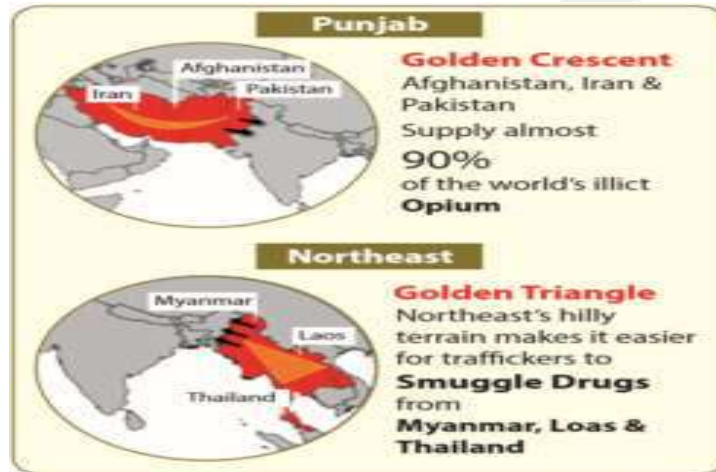 Punjab
Afghanistan
Iran
Pakistan
Golden Crescent
Afghanistan, Iran &
Pakistan
Supply almost
90%
of the world's illict
Opium
Northeast
Myanmar
Laos
Thailand
Golden Triangle
Northeast's hilly
terrain makes it easier
for traffickers to
Smuggle Drugs
from
Myanmar, Loas &
Thailand